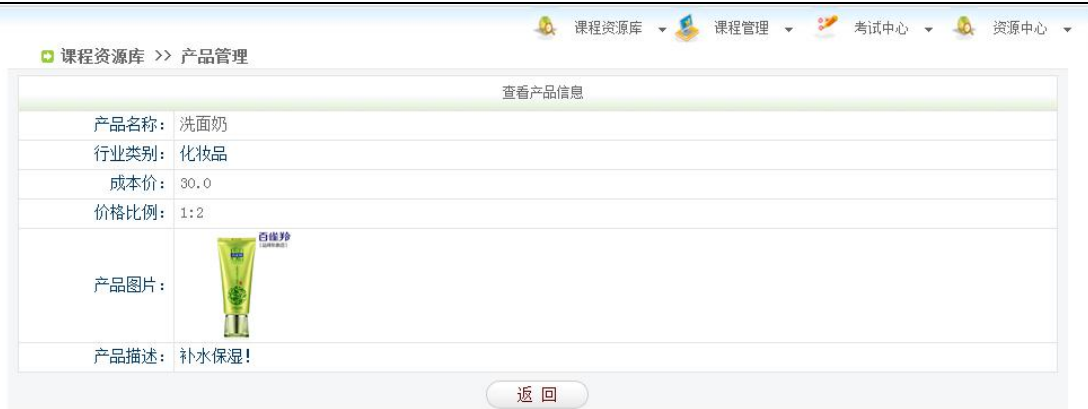 课程资源库 课程管理 考试中心 资源中心
课程资源库 >> 产品管理
查看产品信息
产品名称： 洗面奶
行业类别： 化妆品
成本价： 30.0
价格比例： 1:2
百雀羚
产品图片：
产品描述： 补水保湿!
返 回